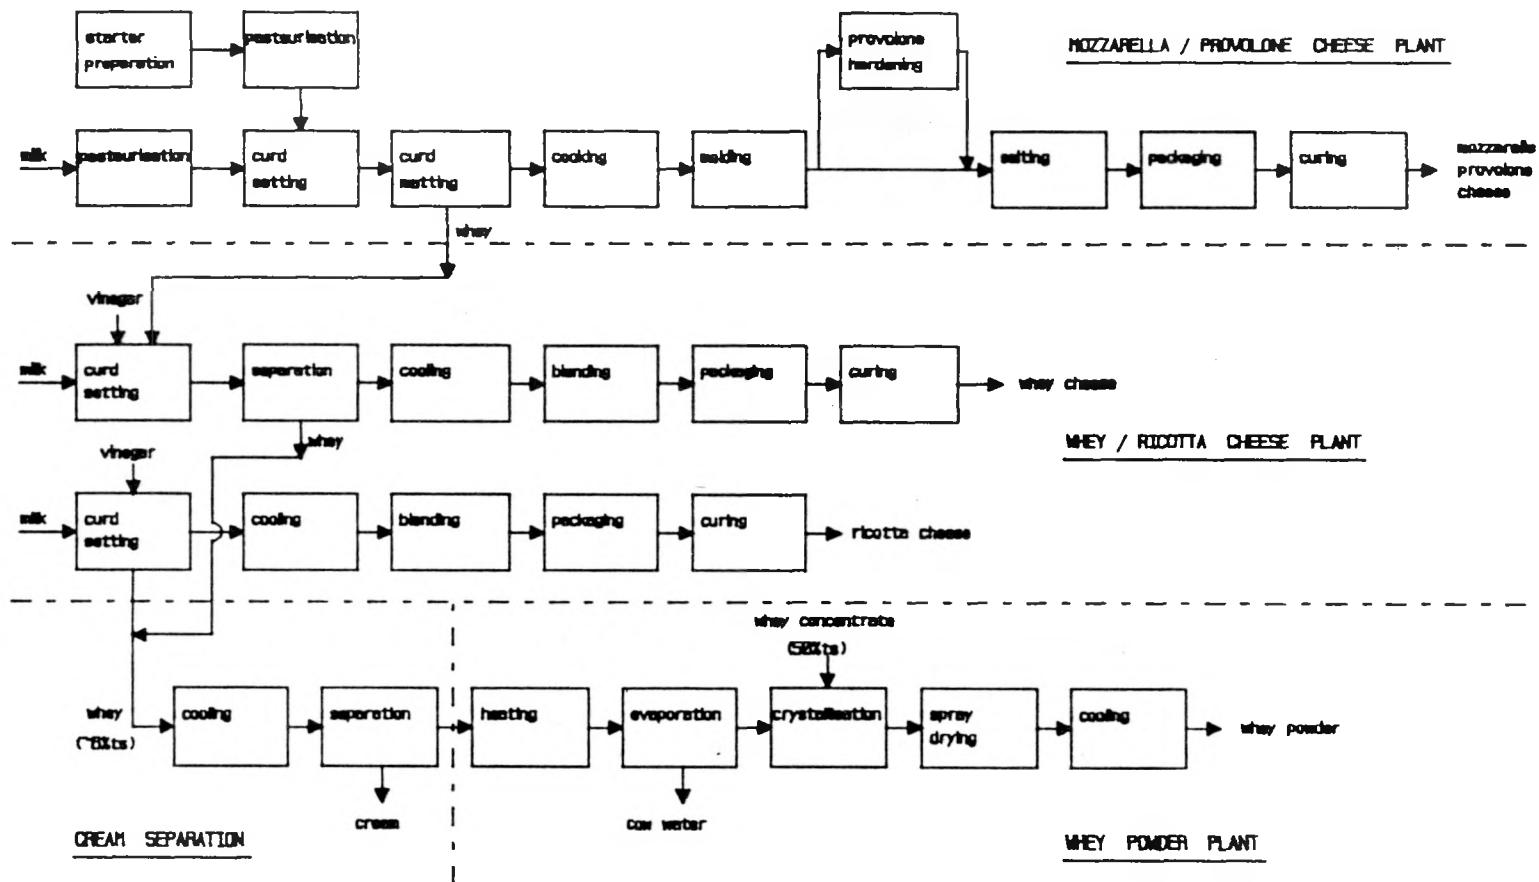 starter
preparation
pasteurisation
provolone
hardening
MOZZARELLA / PROVOLONE CHEESE PLANT
milk
pasteurisation
curd
setting
curd
matting
cooking
molding
salting
packaging
curing
mozzarella
provolone
cheese
whey
vinegar
milk
curd
setting
separation
cooling
blending
packaging
curing
whey cheese
whey
WHEY / RICOTTA CHEESE PLANT
vinegar
milk
curd
setting
cooling
blending
packaging
curing
ricotta cheese
whey concentrate
(50%ts)
whey
(~6%ts)
cooling
separation
heating
evaporation
crystallisation
spray
drying
cooling
whey powder
cream
cow water
CREAM SEPARATION
WHEY POWDER PLANT